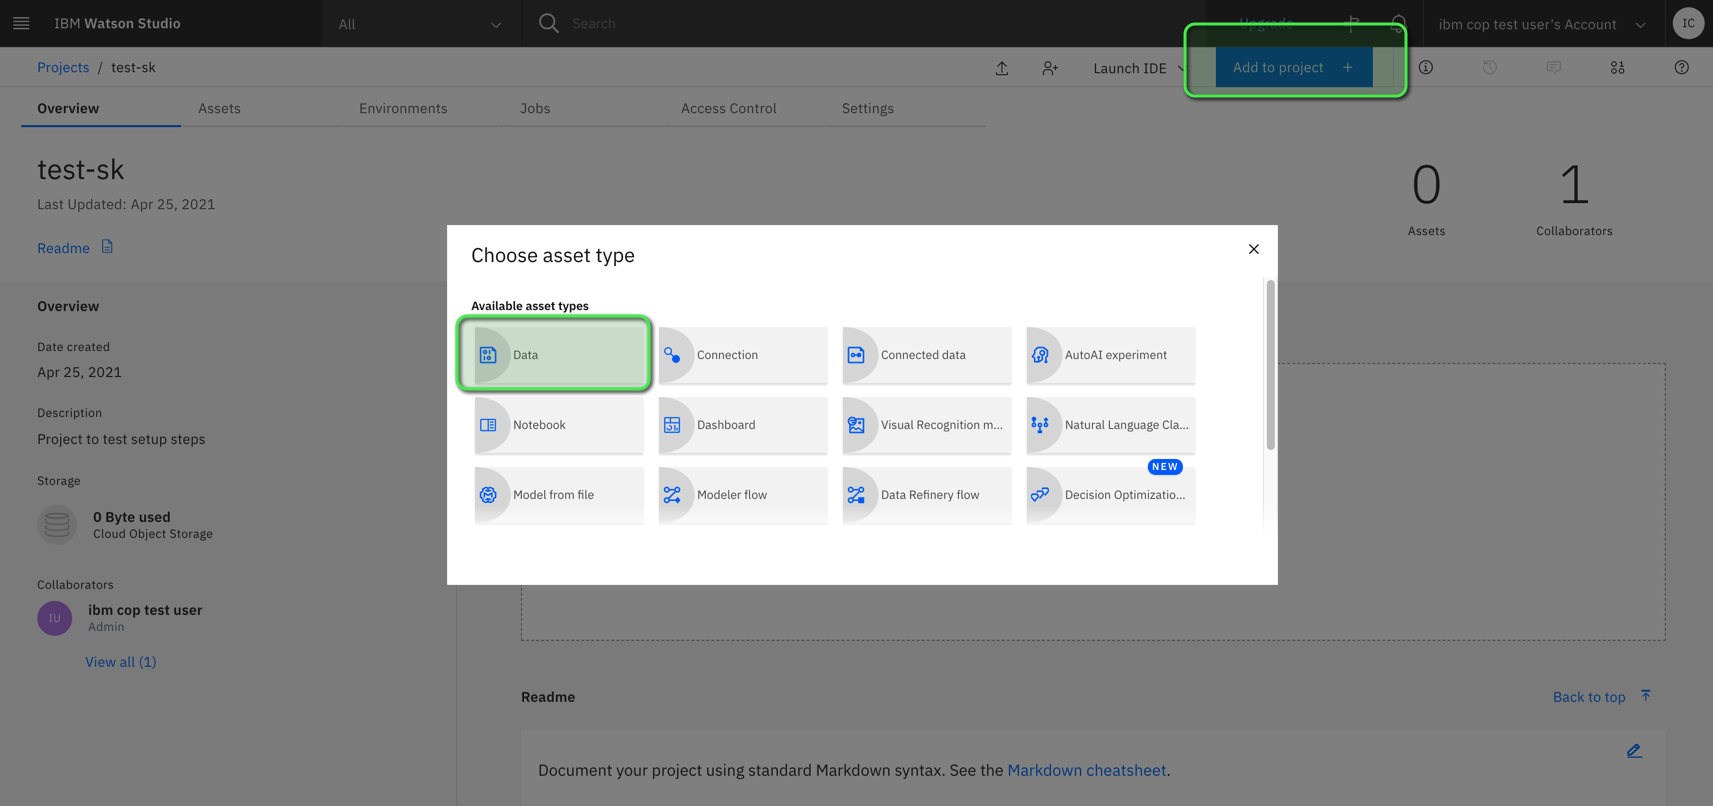 IBM Watson Studio
All
Search
Upgrade
ibm cop test user's Account
IC
Projects / test-sk
Launch IDE
Add to project +
Overview
Assets
Environments
Jobs
Access Control
Settings
test-sk
Last Updated: Apr 25, 2021
Readme
0
Assets
1
Collaborators
Overview
Date created
Apr 25, 2021
Description
Project to test setup steps
Storage
0 Byte used
Cloud Object Storage
Collaborators
IU
ibm cop test user
Admin
View all (1)
Choose asset type
Available asset types
Data
Connection
Connected data
AutoAI experiment
Notebook
Dashboard
Visual Recognition m...
Natural Language Cla...
NEW
Model from file
Modeler flow
Data Refinery flow
Decision Optimizatio...
Readme
Back to top
Document your project using standard Markdown syntax. See the Markdown cheatsheet.